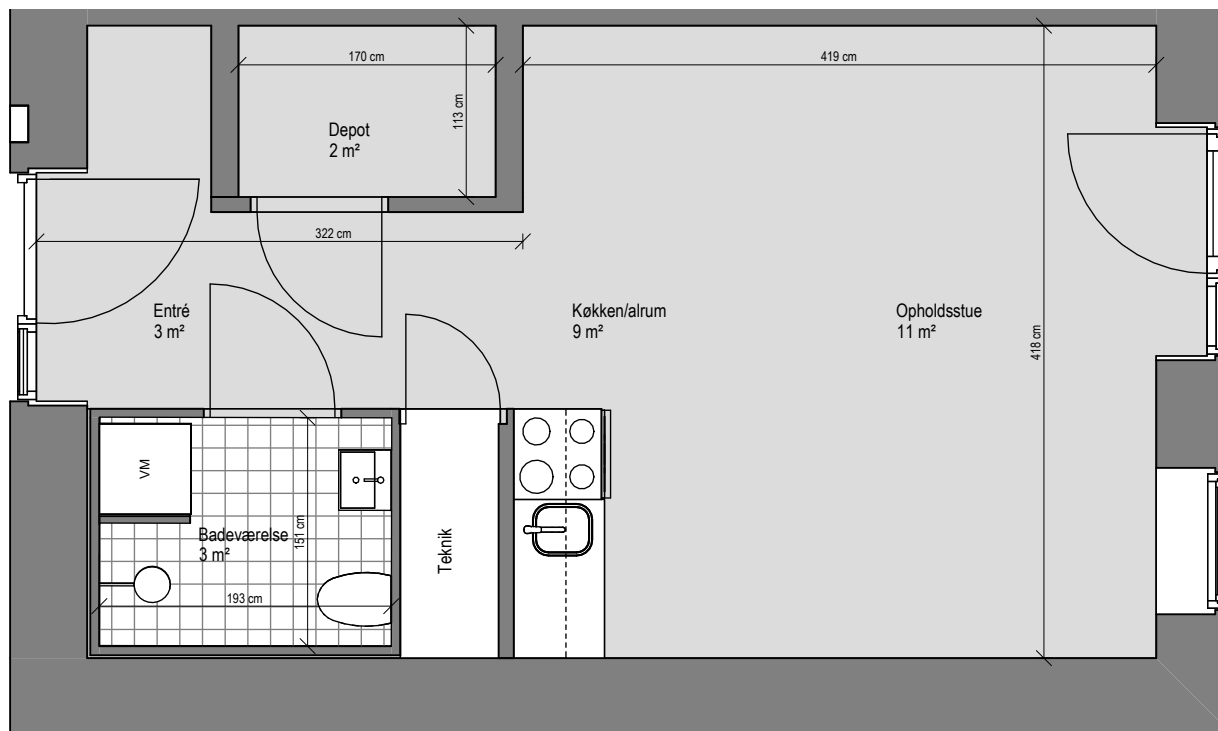 170 cm
419 cm
113 cm
Depot
2 m²
322 cm
Entré
3 m²
Køkken/alrum
9 m²
Opholdsstue
11 m²
418 cm
VM
Badeværelse
3 m²
151 cm
193 cm
Teknik